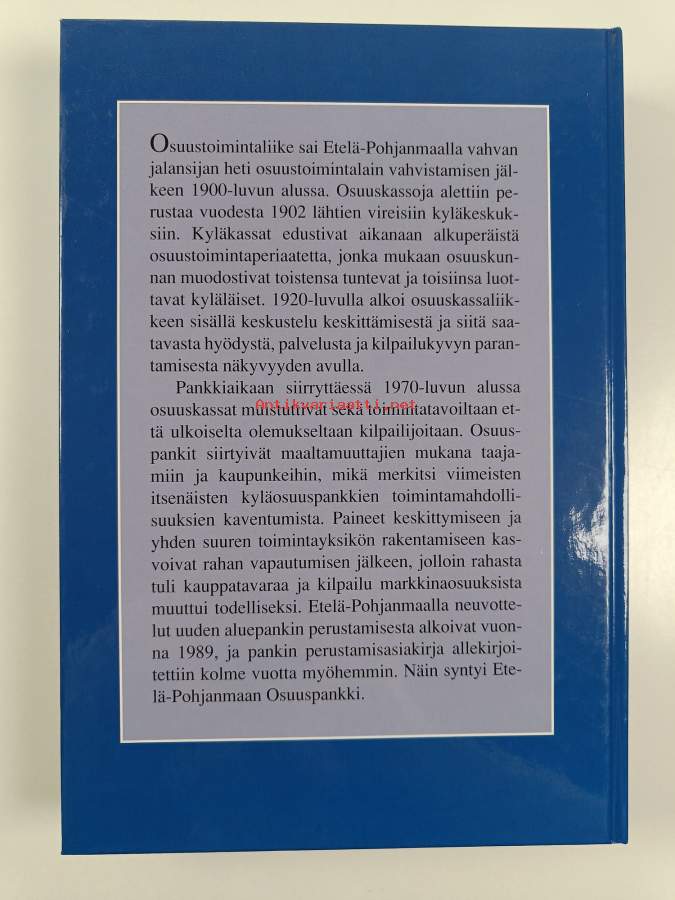 Osuustoimintaliike sai Etelä-Pohjanmaalla vahvan
jalansijan heti osuustoimintalain vahvistamisen jäl-
keen 1900-luvun alussa. Osuuskassoja alettiin pe-
rustaa vuodesta 1902 lähtien vireisiin kyläkeskuk-
siin. Kyläkassat edustivat aikanaan alkuperäistä
osuustoimintaperiaatetta, jonka mukaan osuuskun-
nan muodostivat toistensa tuntevat ja toisiinsa luot-
tavat kyläläiset. 1920-luvulla alkoi osuuskassaliik-
keen sisällä keskustelu keskittämisestä ja siitä saa-
tavasta hyödystä, palvelusta ja kilpailukyvyn paran-
tamisesta näkyvyyden avulla.
Pankkiaikaan siirryttäessä 1970-luvun alussa
osuuskassat muistuttivat sekä toimintatavoiltaan et-
Antikvariaatti.net
tä ulkoiselta olemukseltaan kilpailijoitaan. Osuus-
pankit siirtyivät maaltamuuttajien mukana taaja-
miin ja kaupunkeihin, mikä merkitsi viimeisten
itsenäisten kyläosuuspankkien toimintamahdolli-
suuksien kaventumista. Paineet keskittymiseen ja
yhden suuren toimintayksikön rakentamiseen kas-
voivat rahan vapautumisen jälkeen, jolloin rahasta
tuli kauppatavaraa ja kilpailu markkinaosuuksista
muuttui todelliseksi. Etelä-Pohjanmaalla neuvotte-
lut uuden aluepankin perustamisesta alkoivat vuon-
na 1989, ja pankin perustamisasiakirja allekirjoi-
tettiin kolme vuotta myöhemmin. Näin syntyi Ete-
lä-Pohjanmaan Osuuspankki.